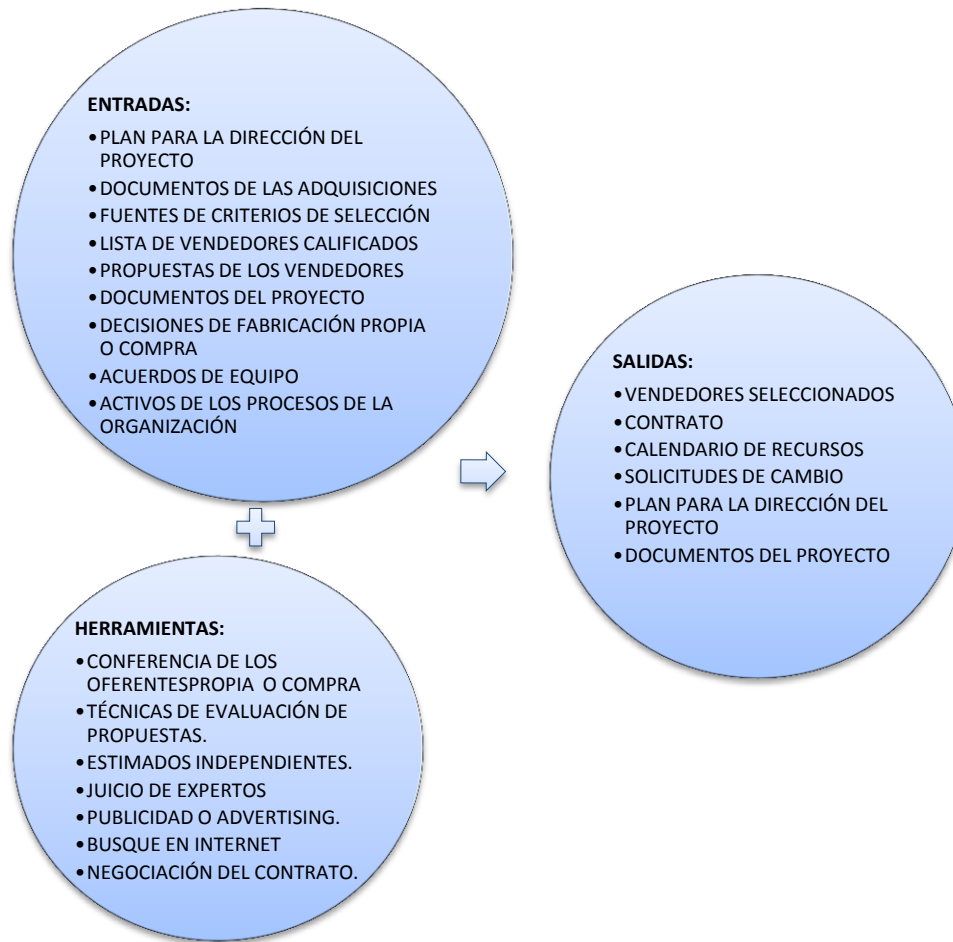 ENTRADAS:
•PLAN PARA LA DIRECCIÓN DEL
PROYECTO
•DOCUMENTOS DE LAS ADQUISICIONES
•FUENTES DE CRITERIOS DE SELECCIÓN
•LISTA DE VENDEDORES CALIFICADOS
•PROPUESTAS DE LOS VENDEDORES
•DOCUMENTOS DEL PROYECTO
•DECISIONES DE FABRICACIÓN PROPIA
O COMPRA
•ACUERDOS DE EQUIPO
•ACTIVOS DE LOS PROCESOS DE LA
ORGANIZACIÓN
HERRAMIENTAS:
•CONFERENCIA DE LOS
OFERENTESPROPIA O COMPRA
•TÉCNICAS DE EVALUACIÓN DE
PROPUESTAS.
•ESTIMADOS INDEPENDIENTES.
•JUICIO DE EXPERTOS
•PUBLICIDAD O ADVERTISING.
•BUSQUE EN INTERNET
•NEGOCIACIÓN DEL CONTRATO.
SALIDAS:
•VENDEDORES SELECCIONADOS
•CONTRATO
•CALENDARIO DE RECURSOS
•SOLICITUDES DE CAMBIO
•PLAN PARA LA DIRECCIÓN DEL
PROYECTO
•DOCUMENTOS DEL PROYECTO